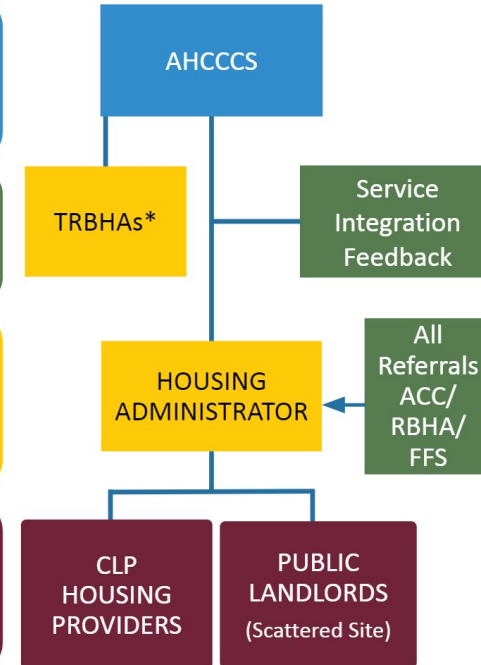 AHCCCS
TRBHAs*
Service
Integration
Feedback
HOUSING
ADMINISTRATOR
All
Referrals
ACC/
RBHA/
FFS
CLP
HOUSING
PROVIDERS
PUBLIC
LANDLORDS
(Scattered Site)